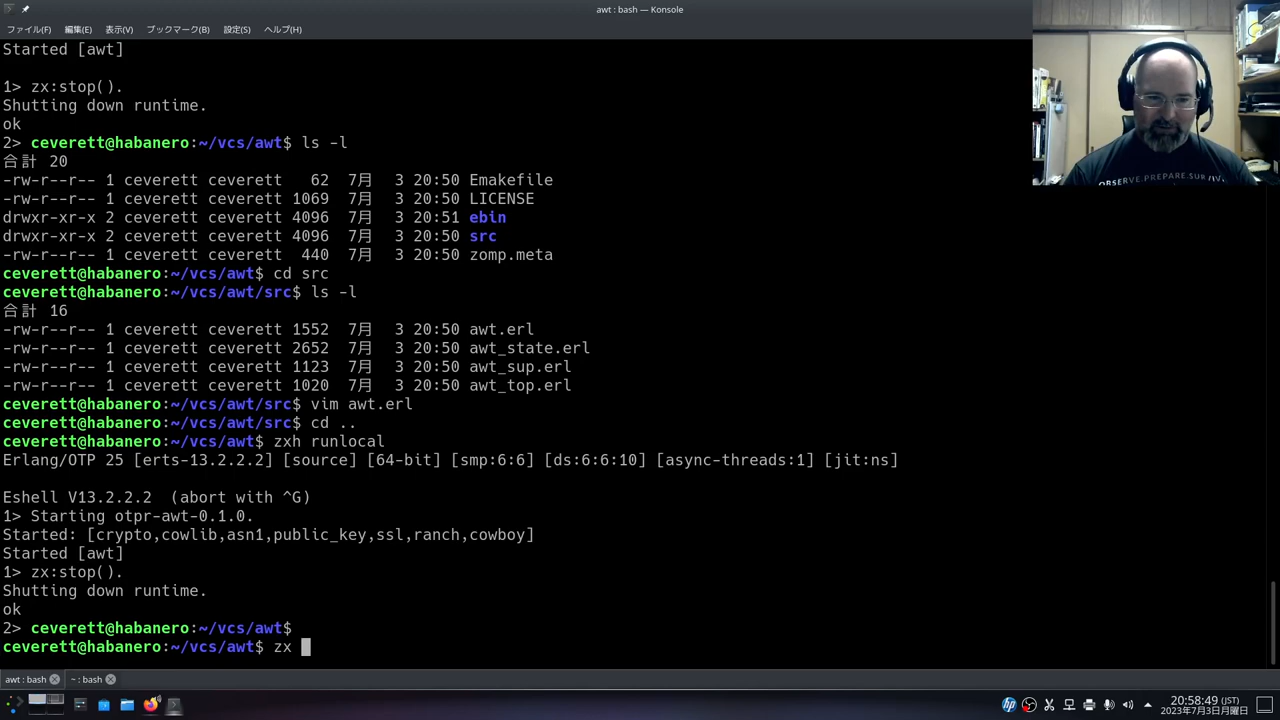 awt : bash — Konsole
ファイル(F) 編集(E) 表示(V) ブックマーク(B) 設定(S) ヘルプ(H)
Started [awt]
1> zx:stop().
Shutting down runtime.
ok
2> ceverett@habanero:~/vcs/awt$ ls -l
合計 20
-rw-r--r-- 1 ceverett ceverett   62  7月   3 20:50 Emakefile
-rw-r--r-- 1 ceverett ceverett 1069  7月   3 20:50 LICENSE
drwxr-xr-x 2 ceverett ceverett 4096  7月   3 20:51 ebin
drwxr-xr-x 2 ceverett ceverett 4096  7月   3 20:50 src
-rw-r--r-- 1 ceverett ceverett  440  7月   3 20:50 zomp.meta
ceverett@habanero:~/vcs/awt$ cd src
ceverett@habanero:~/vcs/awt/src$ ls -l
合計 16
-rw-r--r-- 1 ceverett ceverett 1552  7月   3 20:50 awt.erl
-rw-r--r-- 1 ceverett ceverett 2652  7月   3 20:50 awt_state.erl
-rw-r--r-- 1 ceverett ceverett 1123  7月   3 20:50 awt_sup.erl
-rw-r--r-- 1 ceverett ceverett 1020  7月   3 20:50 awt_top.erl
ceverett@habanero:~/vcs/awt/src$ vim awt.erl
ceverett@habanero:~/vcs/awt/src$ cd ..
ceverett@habanero:~/vcs/awt$ zxh runlocal
Erlang/OTP 25 [erts-13.2.2.2] [source] [64-bit] [smp:6:6] [ds:6:6:10] [async-threads:1] [jit:ns]
Eshell V13.2.2.2  (abort with ^G)
1> Starting otpr-awt-0.1.0.
Started: [crypto,cowlib,asn1,public_key,ssl,ranch,cowboy]
Started [awt]
1> zx:stop().
Shutting down runtime.
ok
2> ceverett@habanero:~/vcs/awt$
ceverett@habanero:~/vcs/awt$ zx
OBSERVE.PREPARE.
awt : bash
~ : bash
20:58:49 (JST)
2023年7月3日月曜日